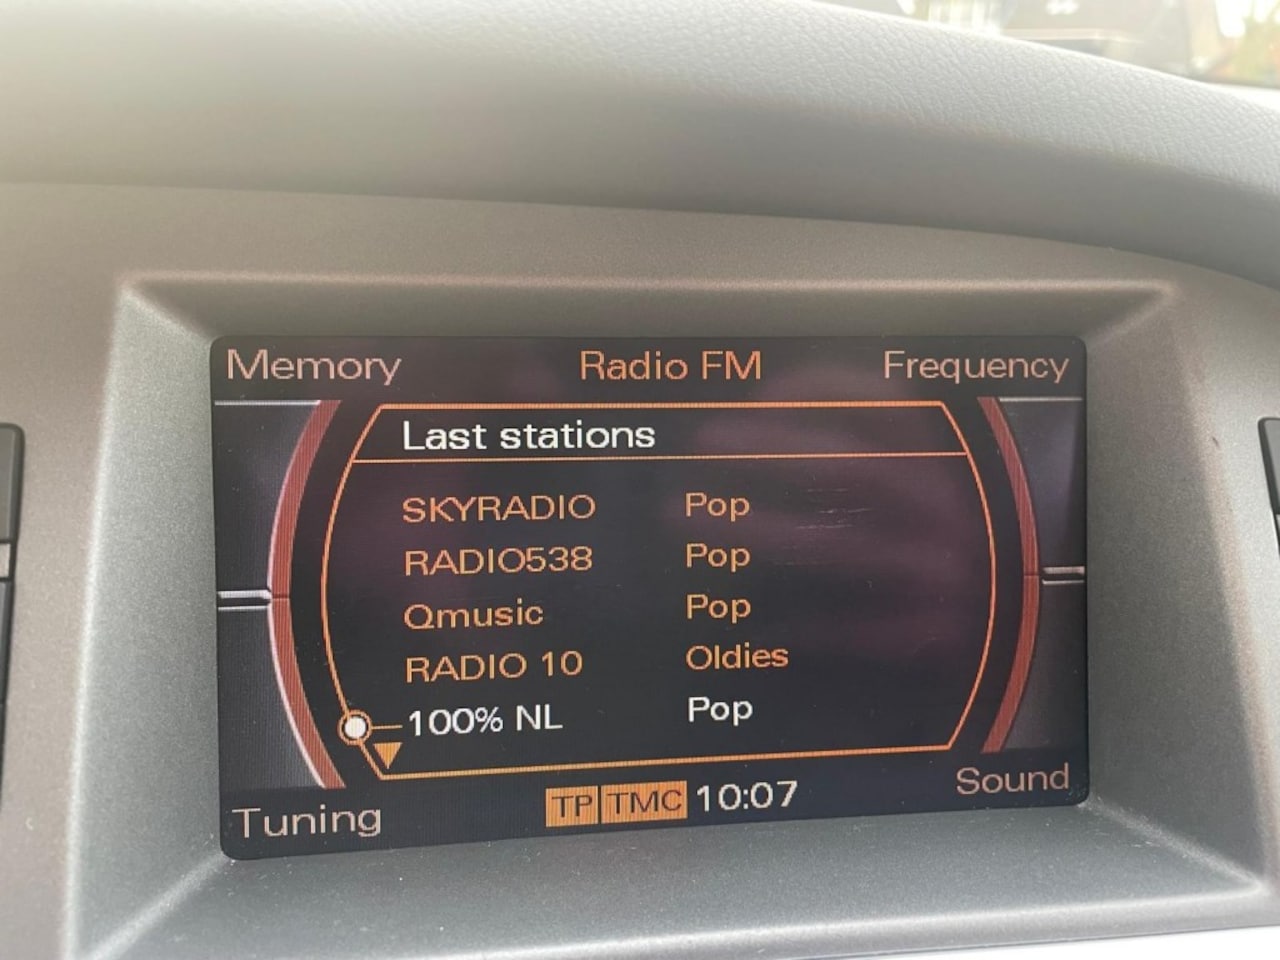 Memory Radio FM Frequency
Last stations
SKYRADIO Pop
RADIO538 Pop
Qmusic Pop
RADIO 10 Oldies
100% NL Pop
Tuning TP TMC 10:07 Sound